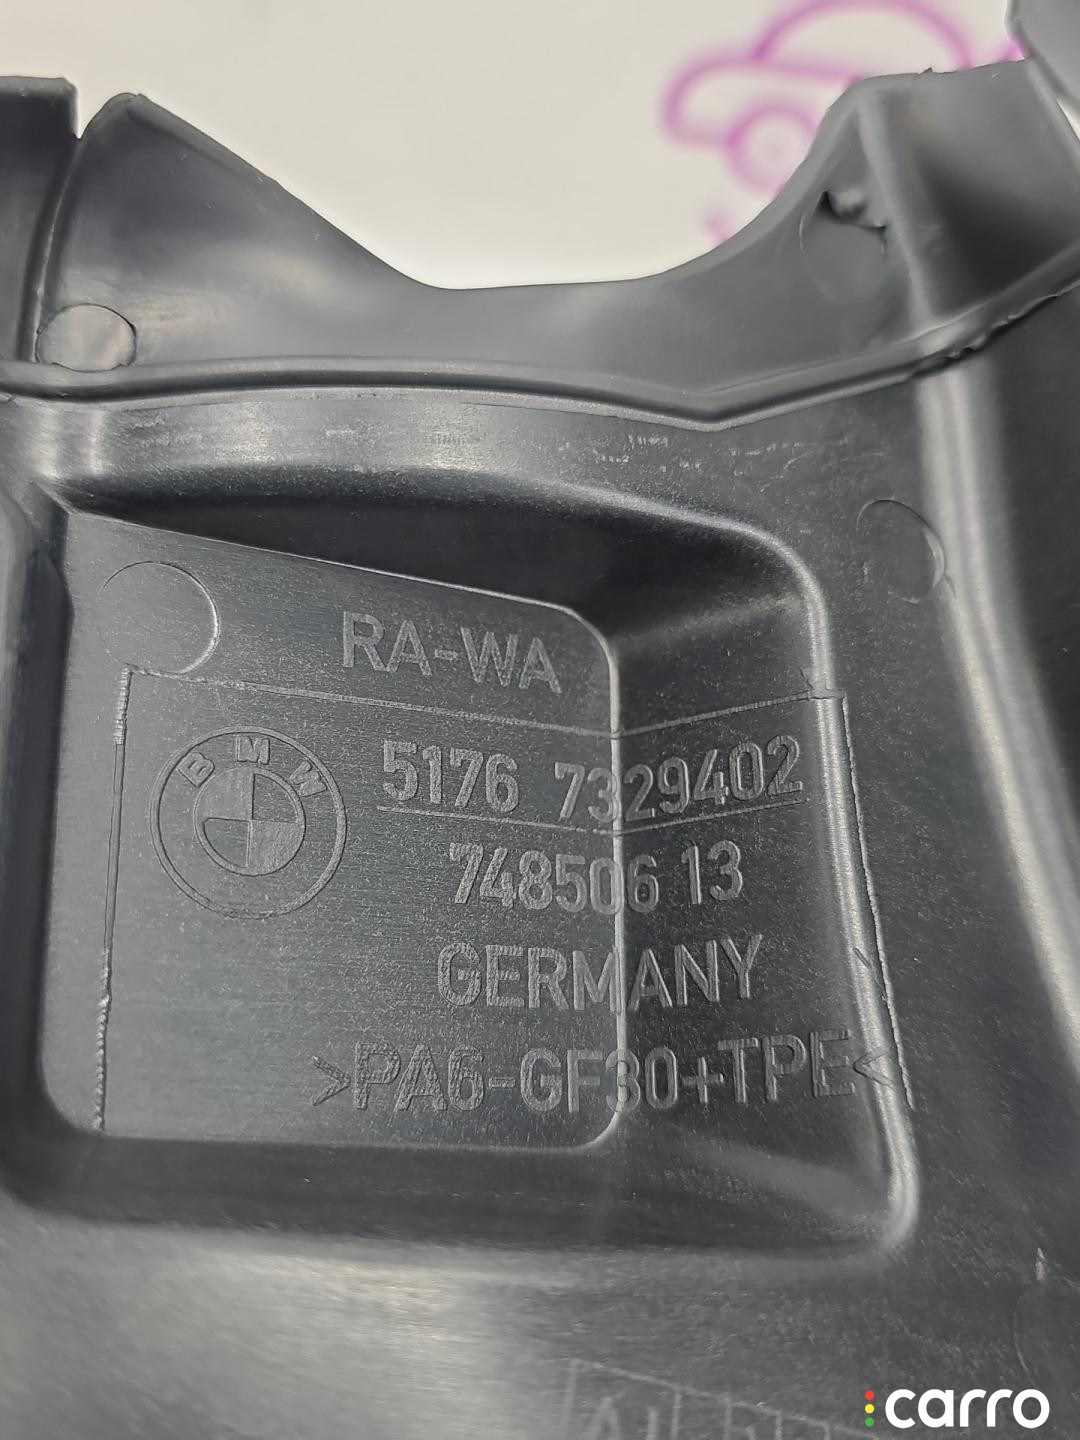 RA-WA
BMW
5176 7329402
748506 13
GERMANY
>PA6-GF30+TPE<
carro